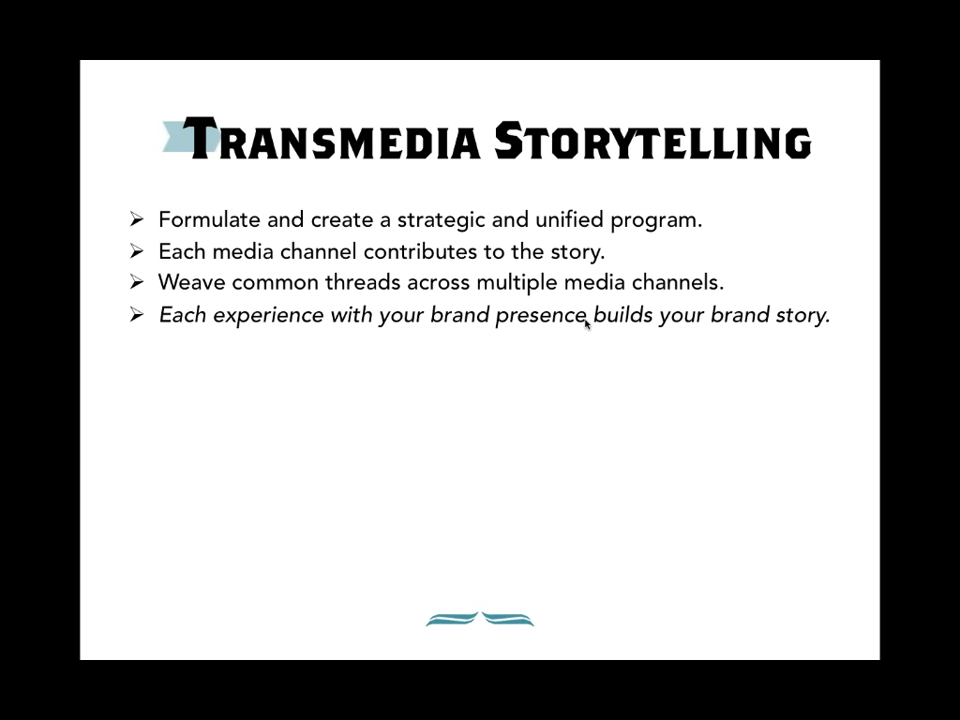 TRANSMEDIA STORYTELLING
➢ Formulate and create a strategic and unified program.
➢ Each media channel contributes to the story.
➢ Weave common threads across multiple media channels.
➢ Each experience with your brand presence builds your brand story.